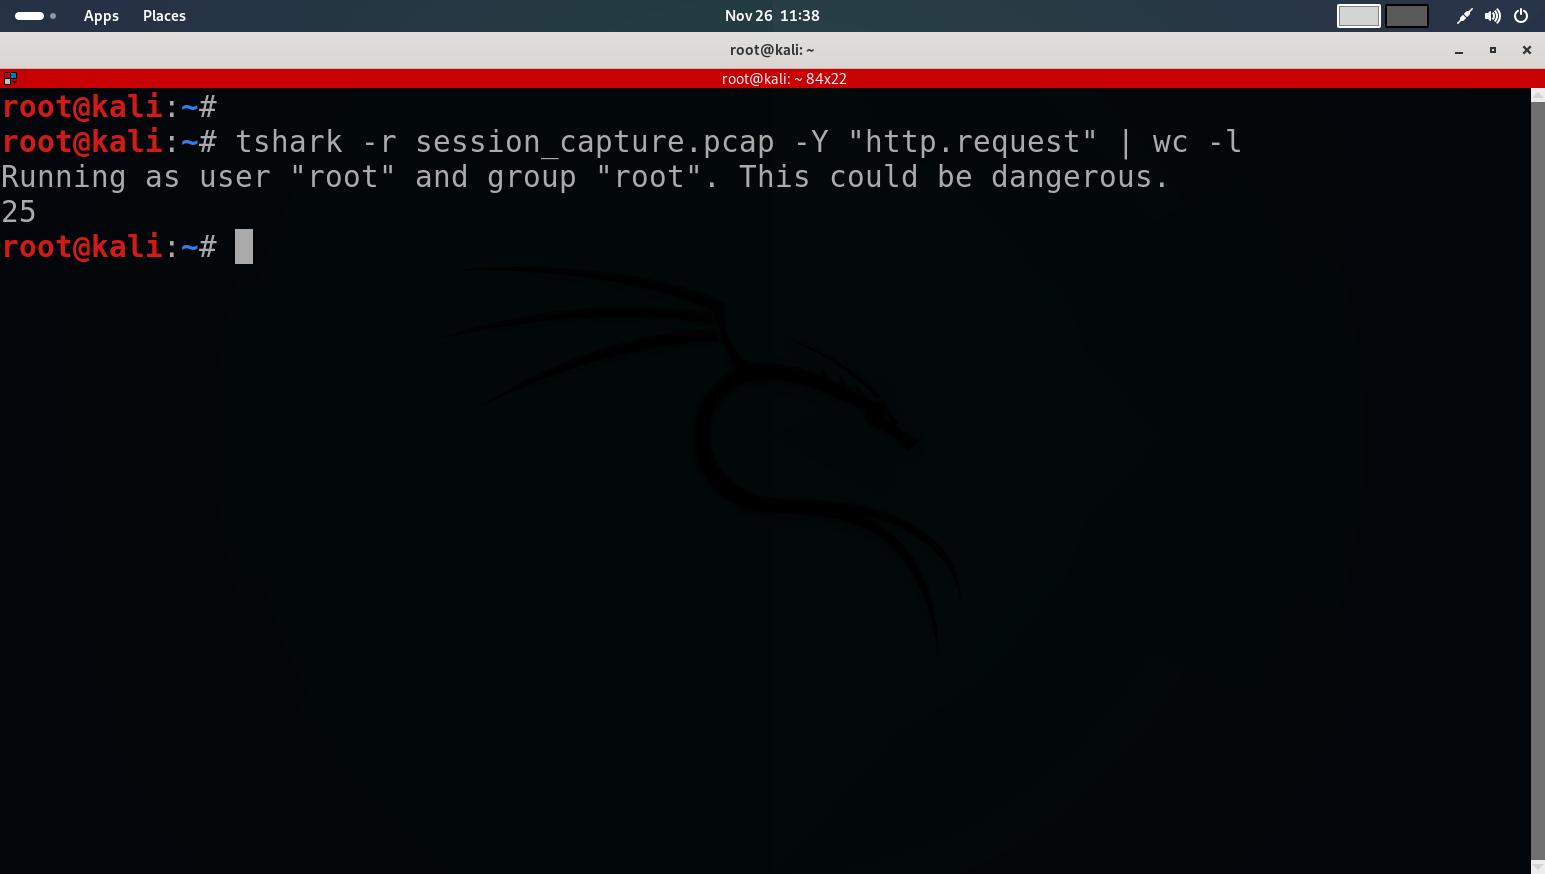 Apps Places Nov 26 11:38
root@kali: ~
root@kali: ~ 84x22
root@kali:~#
root@kali:~# tshark -r session_capture.pcap -Y "http.request" | wc -l
Running as user "root" and group "root". This could be dangerous.
25
root@kali:~#